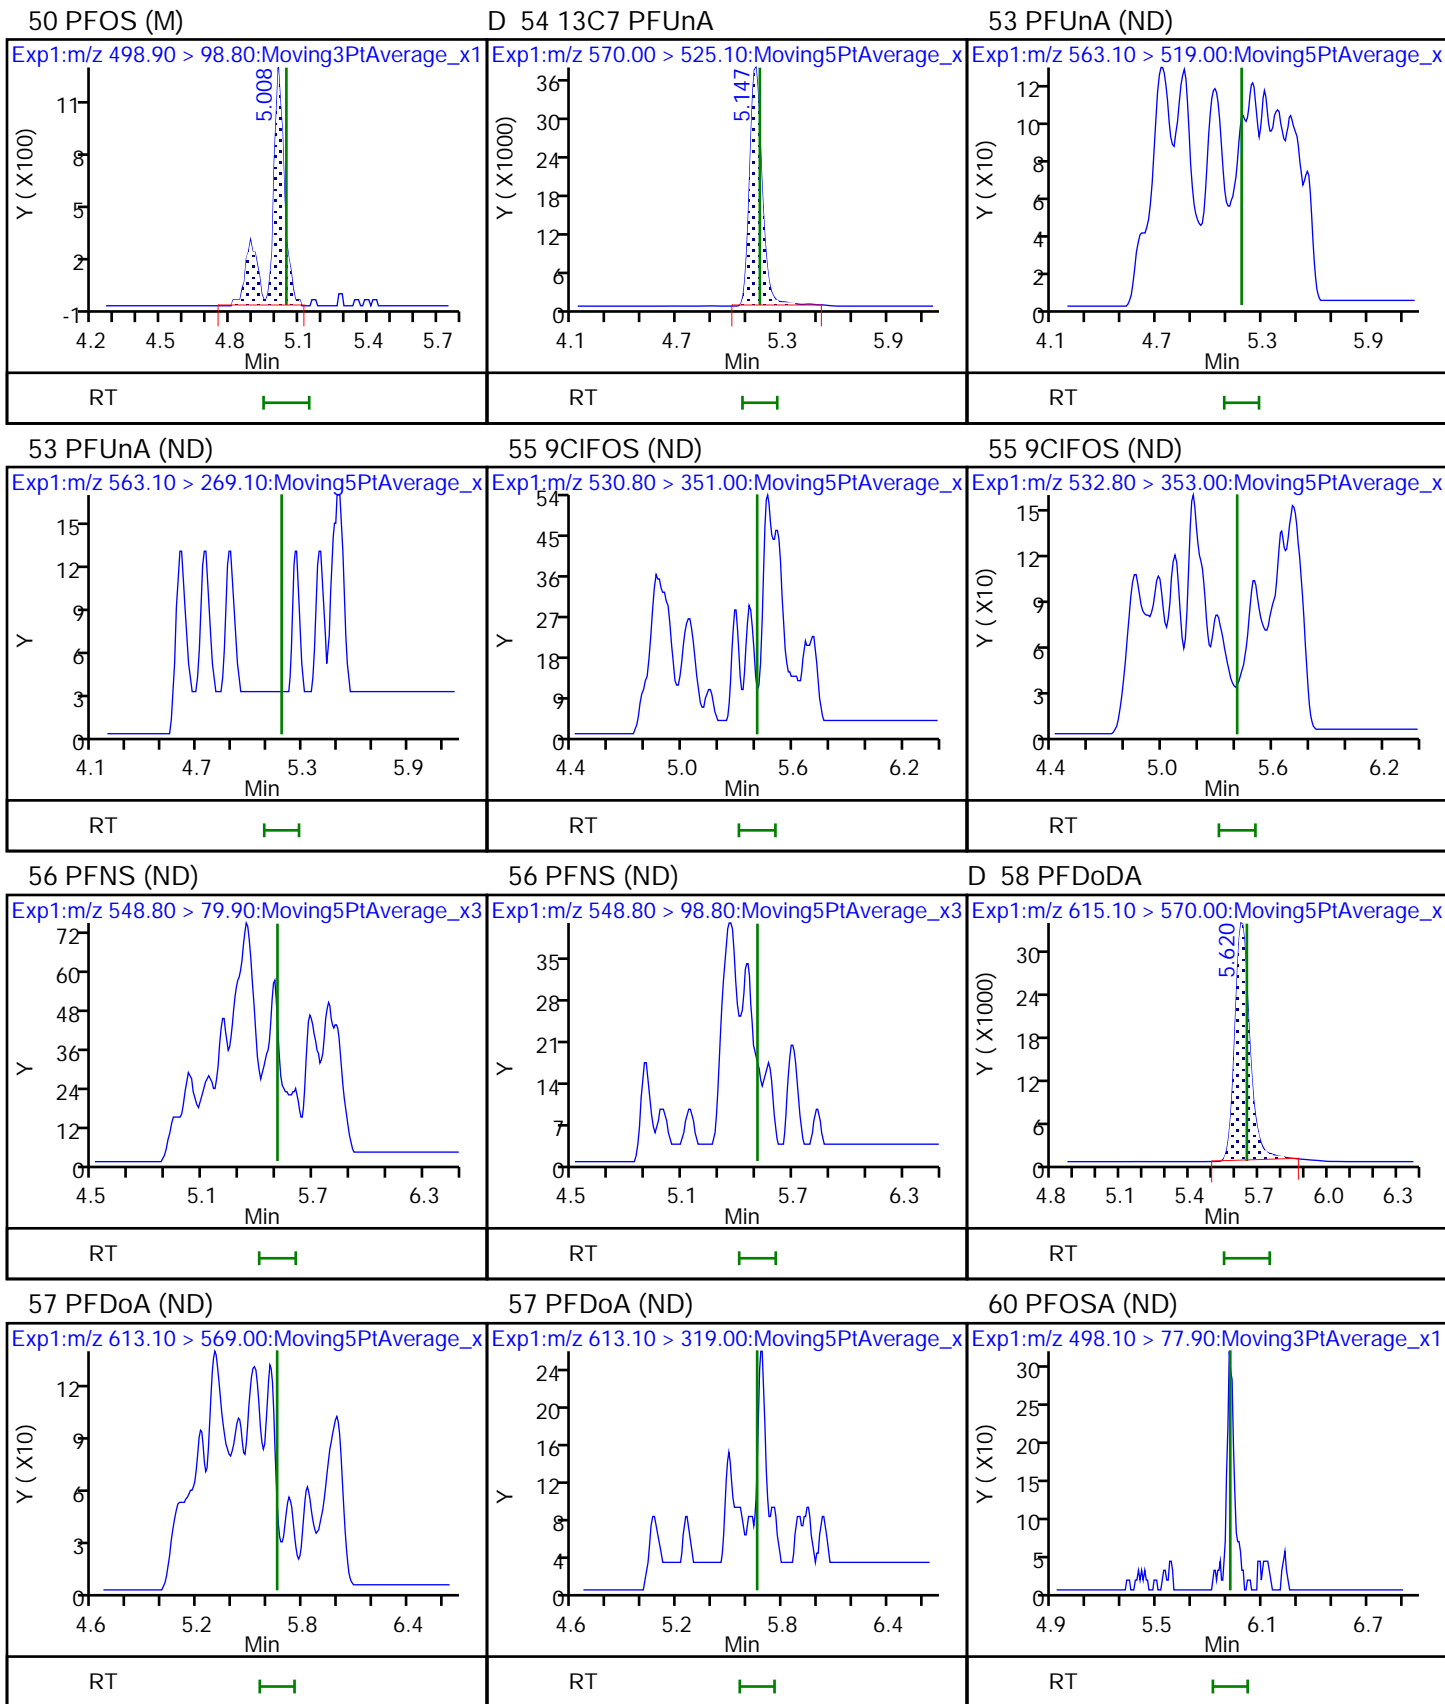 50 PFOS (M)
Exp1:m/z 498.90 > 98.80:Moving3PtAverage_x1
5.008
Y ( X100)
11
8
5
2
-1
4.2 4.5 4.8 5.1 5.4 5.7
Min
RT
D 54 13C7 PFUnA
Exp1:m/z 570.00 > 525.10:Moving5PtAverage_x
5.147
Y ( X1000)
36
30
24
18
12
6
0
4.1 4.7 5.3 5.9
Min
RT
53 PFUnA (ND)
Exp1:m/z 563.10 > 519.00:Moving5PtAverage_x
Y ( X10)
12
10
8
6
4
2
0
4.1 4.7 5.3 5.9
Min
RT
53 PFUnA (ND)
Exp1:m/z 563.10 > 269.10:Moving5PtAverage_x
Y
15
12
9
6
3
0
4.1 4.7 5.3 5.9
Min
RT
55 9ClFOS (ND)
Exp1:m/z 530.80 > 351.00:Moving5PtAverage_x
Y
54
45
36
27
18
9
0
4.4 5.0 5.6 6.2
Min
RT
55 9ClFOS (ND)
Exp1:m/z 532.80 > 353.00:Moving5PtAverage_x
Y ( X10)
15
12
9
6
3
0
4.4 5.0 5.6 6.2
Min
RT
56 PFNS (ND)
Exp1:m/z 548.80 > 79.90:Moving5PtAverage_x3
Y
72
60
48
36
24
12
0
4.5 5.1 5.7 6.3
Min
RT
56 PFNS (ND)
Exp1:m/z 548.80 > 98.80:Moving5PtAverage_x3
Y
35
28
21
14
7
0
4.5 5.1 5.7 6.3
Min
RT
D 58 PFDoDA
Exp1:m/z 615.10 > 570.00:Moving5PtAverage_x
5.620
Y ( X1000)
30
24
18
12
6
0
4.8 5.1 5.4 5.7 6.0 6.3
Min
RT
57 PFDoA (ND)
Exp1:m/z 613.10 > 569.00:Moving5PtAverage_x
Y ( X10)
12
9
6
3
0
4.6 5.2 5.8 6.4
Min
RT
57 PFDoA (ND)
Exp1:m/z 613.10 > 319.00:Moving5PtAverage_x
Y
24
20
16
12
8
4
0
4.6 5.2 5.8 6.4
Min
RT
60 PFOSA (ND)
Exp1:m/z 498.10 > 77.90:Moving3PtAverage_x1
Y ( X10)
30
25
20
15
10
5
0
4.9 5.5 6.1 6.7
Min
RT